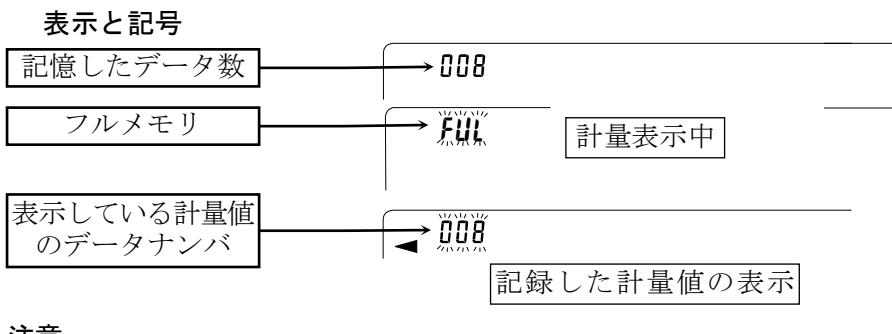 表示と記号
記憶したデータ数
008
フルメモリ
FUL
計量表示中
表示している計量値
のデータナンバ
008
記録した計量値の表示
注意